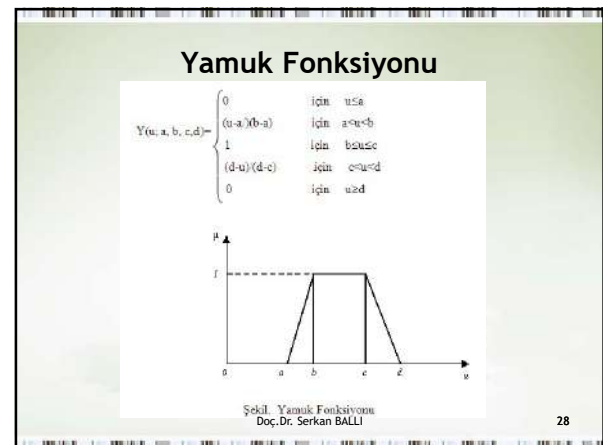 Yamuk Fonksiyonu
0 için u≤a
(u-a)/(b-a) için a<u<b
Y(u; a, b, c,d)= 1 için b≤u≤c
(d-u)/(d-c) için c<u<d
0 için u≥d
μ
1
0 a b c d u
Şekil. Yamuk Fonksiyonu
Doç.Dr. Serkan BALLI 28